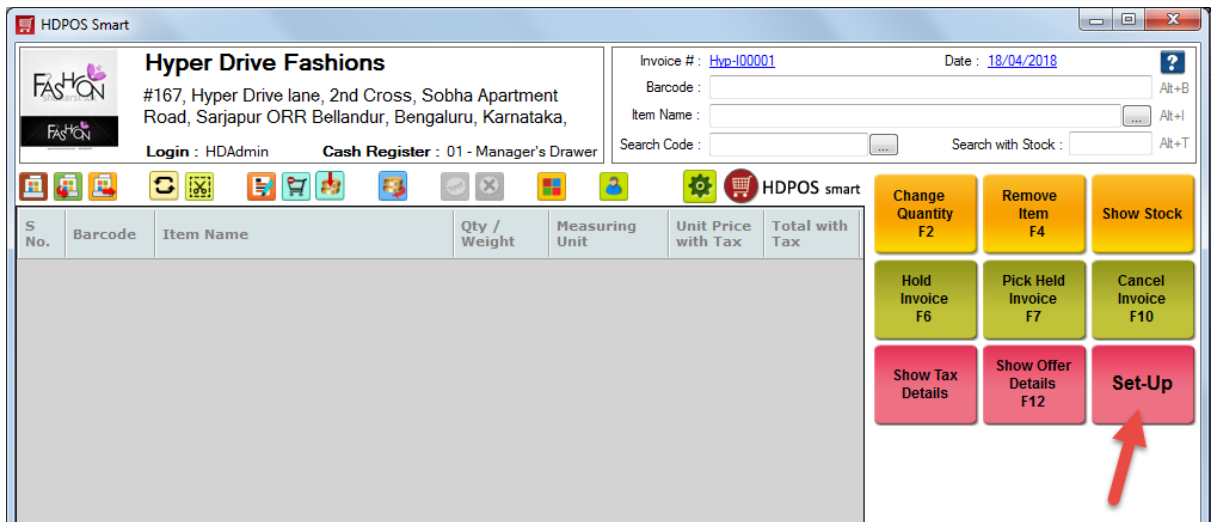 HDPOS Smart
FASHION
shutterstock
FASHION
Hyper Drive Fashions
#167, Hyper Drive lane, 2nd Cross, Sobha Apartment
Road, Sarjapur ORR Bellandur, Bengaluru, Karnataka,
Login : HDAdmin Cash Register : 01 - Manager's Drawer
Invoice # : Hyp-I00001 Date : 18/04/2018 ?
Barcode : Alt+B
Item Name : ... Alt+I
Search Code : ... Search with Stock : Alt+T
HDPOS smart
S
No.
Barcode
Item Name
Qty /
Weight
Measuring
Unit
Unit Price
with Tax
Total with
Tax
Change
Quantity
F2
Remove
Item
F4
Show Stock
Hold
Invoice
F6
Pick Held
Invoice
F7
Cancel
Invoice
F10
Show Tax
Details
Show Offer
Details
F12
Set-Up